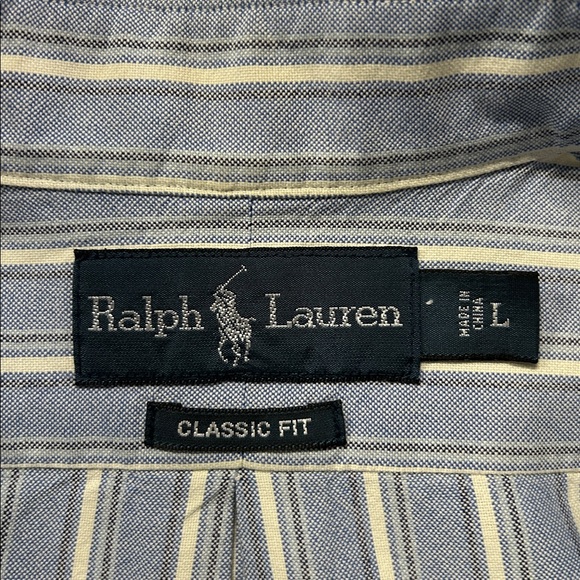 Ralph Lauren
MADE IN
CHINA
L
CLASSIC FIT